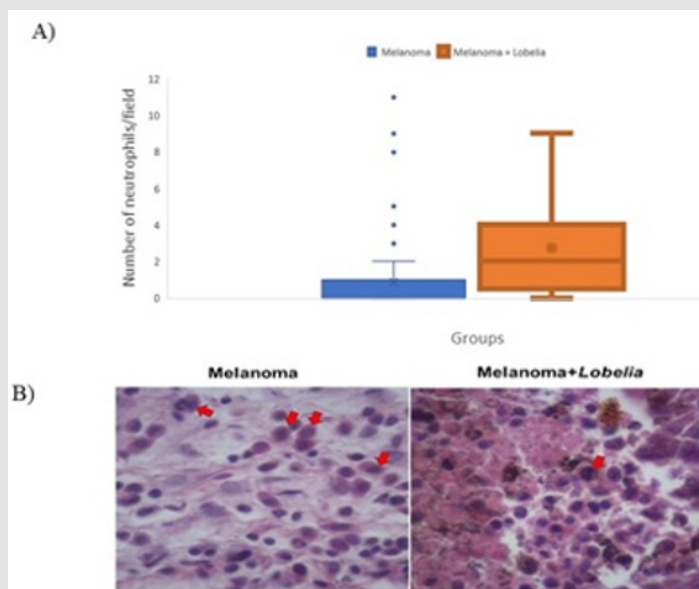 A)
Melanoma Melanoma + Lobelia
Number of neutrophils/field
12
10
8
6
4
2
0
Groups
B)
Melanoma Melanoma+Lobelia